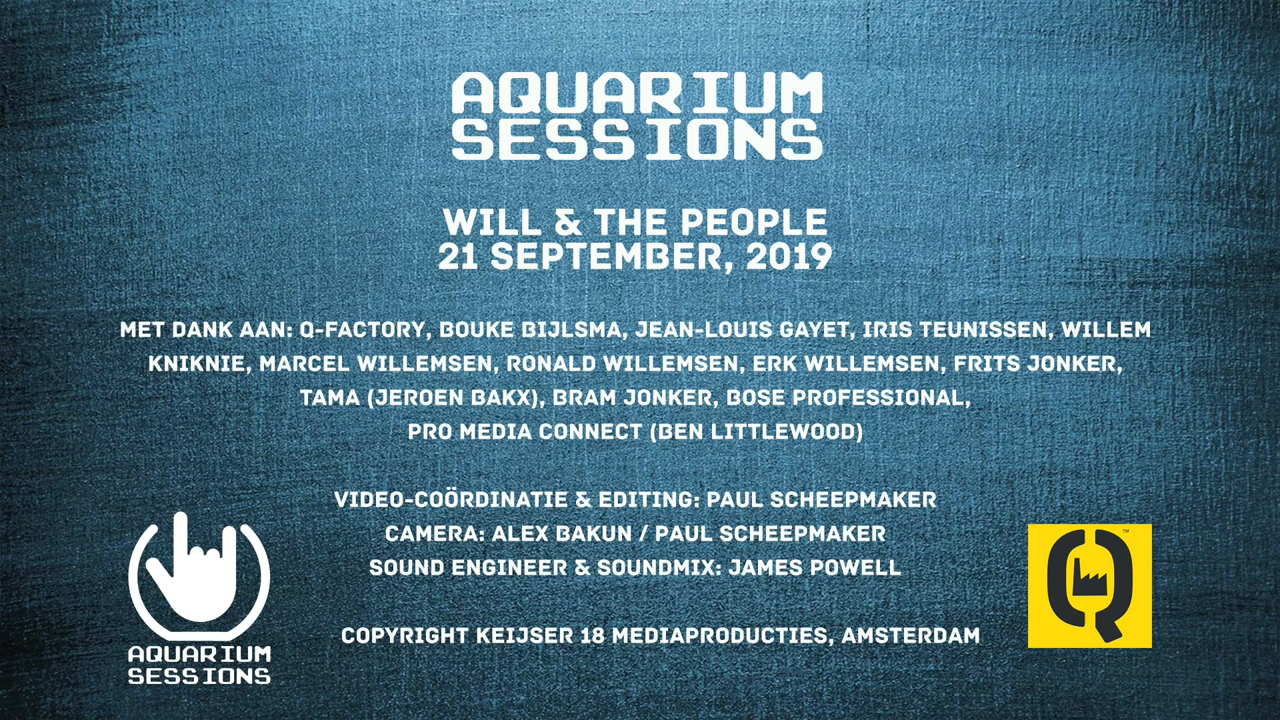 AQUARIUM
SESSIONS
WILL & THE PEOPLE
21 SEPTEMBER, 2019
MET DANK AAN: Q-FACTORY, BOUKE BIJLSMA, JEAN-LOUIS GAYET, IRIS TEUNISSEN, WILLEM
KNIKNIE, MARCEL WILLEMSEN, RONALD WILLEMSEN, ERK WILLEMSEN, FRITS JONKER,
TAMA (JEROEN BAKX), BRAM JONKER, BOSE PROFESSIONAL,
PRO MEDIA CONNECT (BEN LITTLEWOOD)
VIDEO-COÖRDINATIE & EDITING: PAUL SCHEEPMAKER
CAMERA: ALEX BAKUN / PAUL SCHEEPMAKER
SOUND ENGINEER & SOUNDMIX: JAMES POWELL
COPYRIGHT KEIJSER 18 MEDIAPRODUCTIES, AMSTERDAM
AQUARIUM
SESSIONS
Q ™